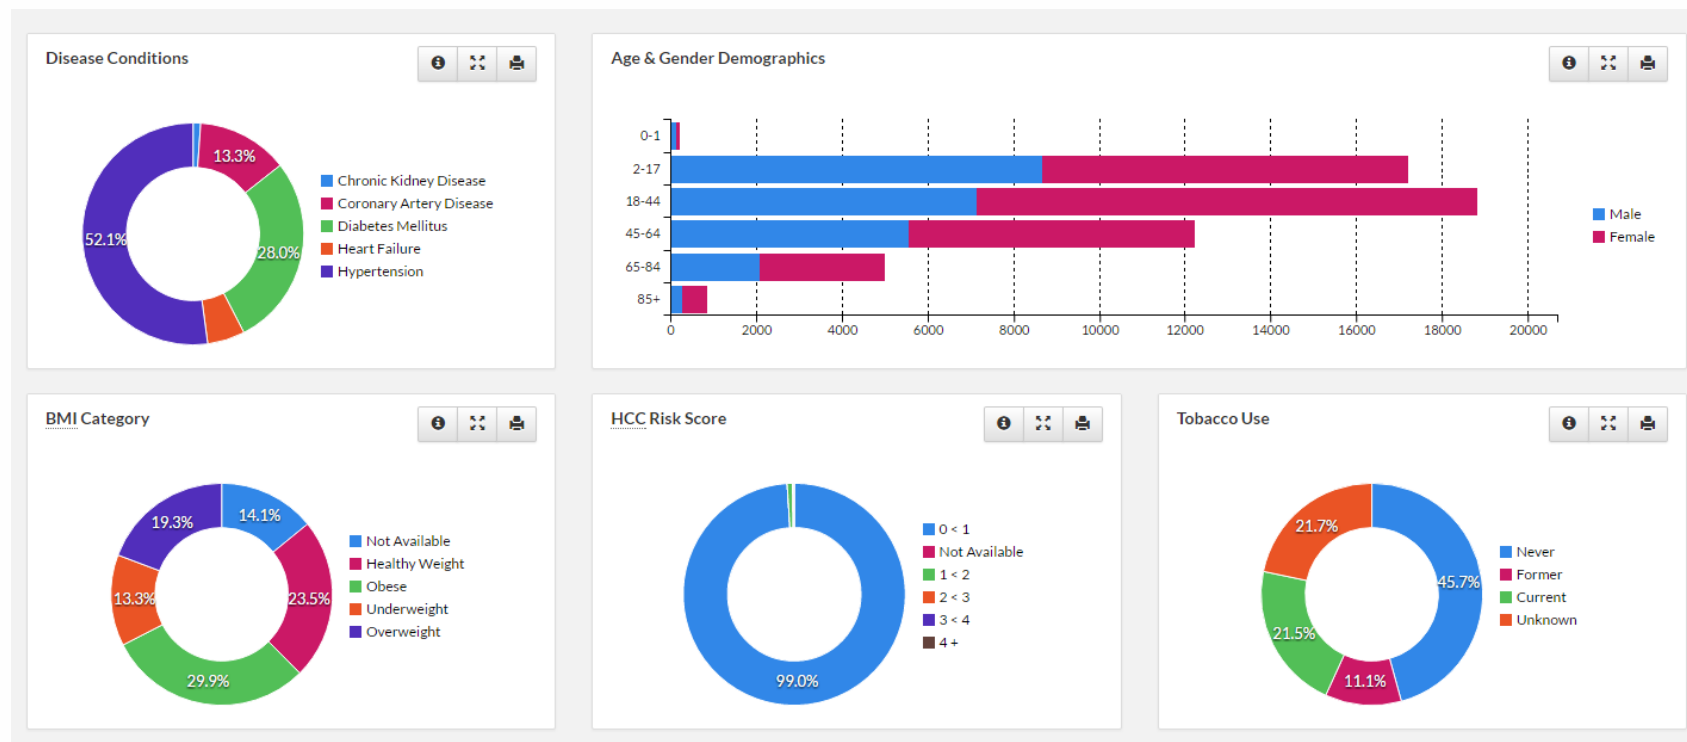 Disease Conditions
13.3%
52.1%
28.0%
Chronic Kidney Disease
Coronary Artery Disease
Diabetes Mellitus
Heart Failure
Hypertension
Age & Gender Demographics
0-1
2-17
18-44
45-64
65-84
85+
0 2000 4000 6000 8000 10000 12000 14000 16000 18000 20000
Male
Female
BMI Category
19.3%
14.1%
13.3%
23.5%
29.9%
Not Available
Healthy Weight
Obese
Underweight
Overweight
HCC Risk Score
99.0%
0 < 1
Not Available
1 < 2
2 < 3
3 < 4
4 +
Tobacco Use
21.7%
45.7%
21.5%
11.1%
Never
Former
Current
Unknown